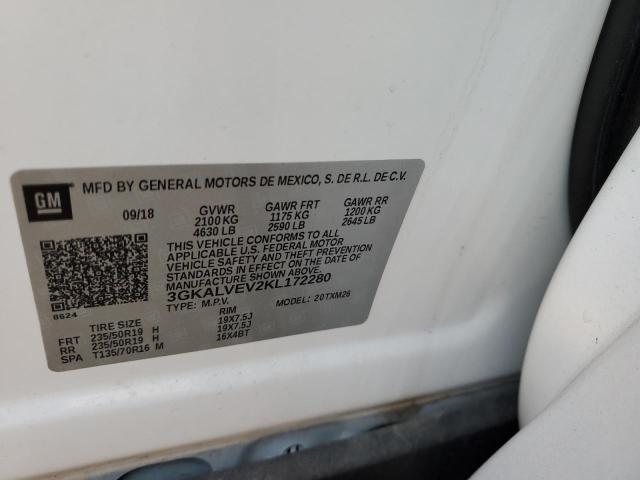 GM MFD BY GENERAL MOTORS DE MEXICO, S. DE R.L. DE C.V.
09/18 GVWR GAWR FRT GAWR RR
2100 KG 1175 KG 1200 KG
4630 LB 2590 LB 2645 LB
THIS VEHICLE CONFORMS TO ALL
APPLICABLE U.S. FEDERAL MOTOR
VEHICLE SAFETY AND THEFT PREVENTION
STANDARDS IN EFFECT ON THE DATE OF
MANUFACTURE SHOWN ABOVE.
3GKALVEV2KL172280
8624 TYPE: M.P.V. MODEL: 20TXM26
TIRE SIZE RIM
FRT 235/50R19 H 19X7.5J
RR 235/50R19 H 19X7.5J
SPA T135/70R16 M 16X4BT